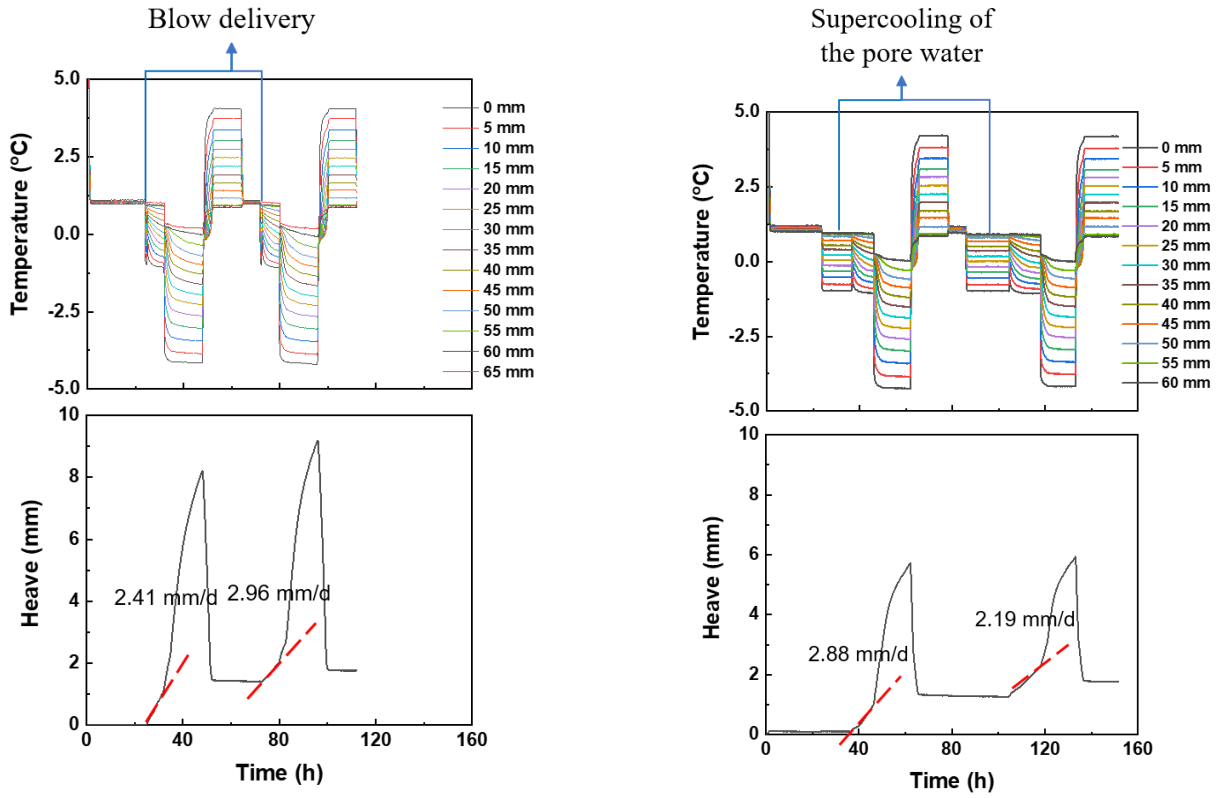 Blow delivery
5.0
2.5
0.0
-2.5
-5.0
Temperature (°C)
0 mm
5 mm
10 mm
15 mm
20 mm
25 mm
30 mm
35 mm
40 mm
45 mm
50 mm
55 mm
60 mm
65 mm
10
8
6
4
2
0
Heave (mm)
2.41 mm/d
2.96 mm/d
0
40
80
120
160
Time (h)
Supercooling of
the pore water
5.0
2.5
0.0
-2.5
-5.0
Temperature (°C)
0 mm
5 mm
10 mm
15 mm
20 mm
25 mm
30 mm
35 mm
40 mm
45 mm
50 mm
55 mm
60 mm
10
8
6
4
2
0
Heave (mm)
2.88 mm/d
2.19 mm/d
0
40
80
120
160
Time (h)